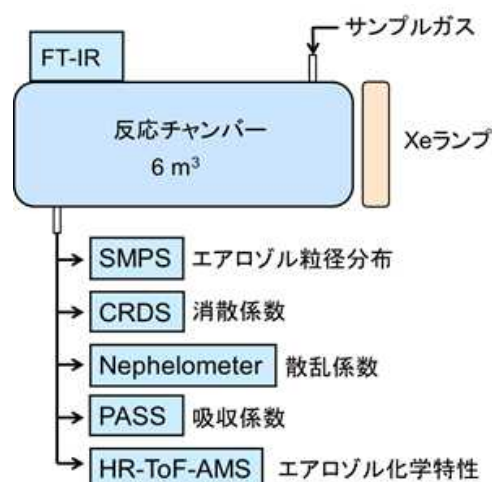 サンプルガス
FT-IR
反応チャンバー
6 m³
Xeランプ
SMPS エアロゾル粒径分布
CRDS 消散係数
Nephelometer 散乱係数
PASS 吸収係数
HR-ToF-AMS エアロゾル化学特性